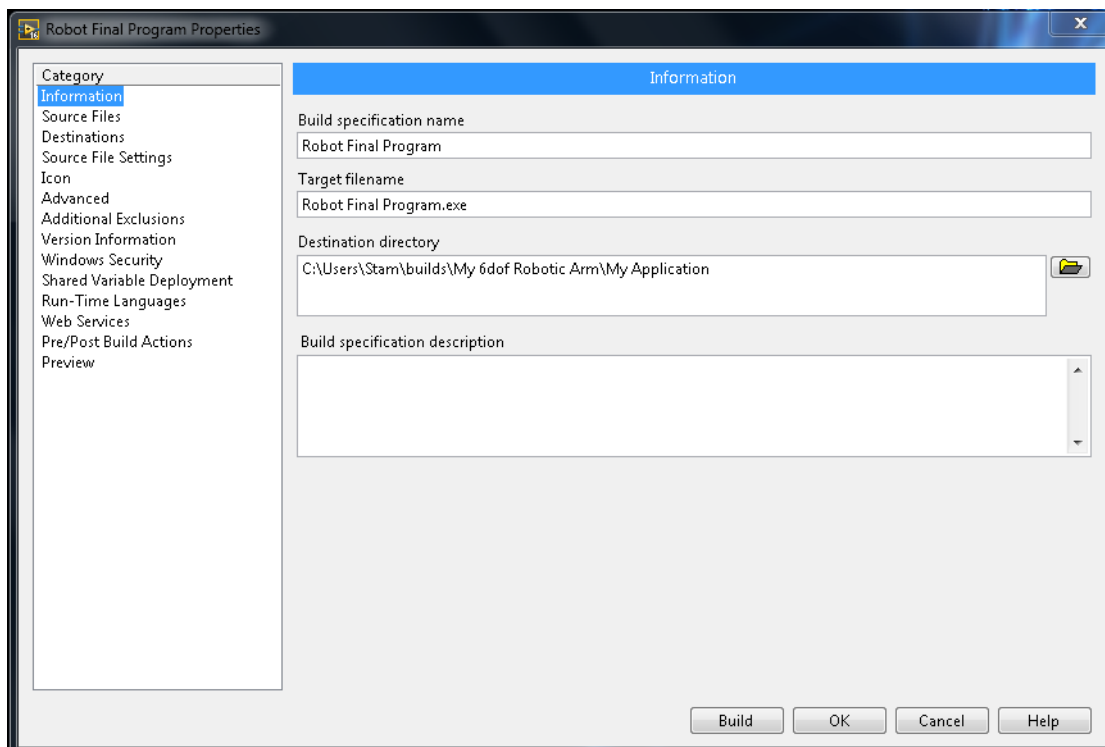 Robot Final Program Properties
Category
Information
Source Files
Destinations
Source File Settings
Icon
Advanced
Additional Exclusions
Version Information
Windows Security
Shared Variable Deployment
Run-Time Languages
Web Services
Pre/Post Build Actions
Preview
Information
Build specification name
Robot Final Program
Target filename
Robot Final Program.exe
Destination directory
C:\Users\Stam\builds\My 6dof Robotic Arm\My Application
Build specification description
Build
OK
Cancel
Help